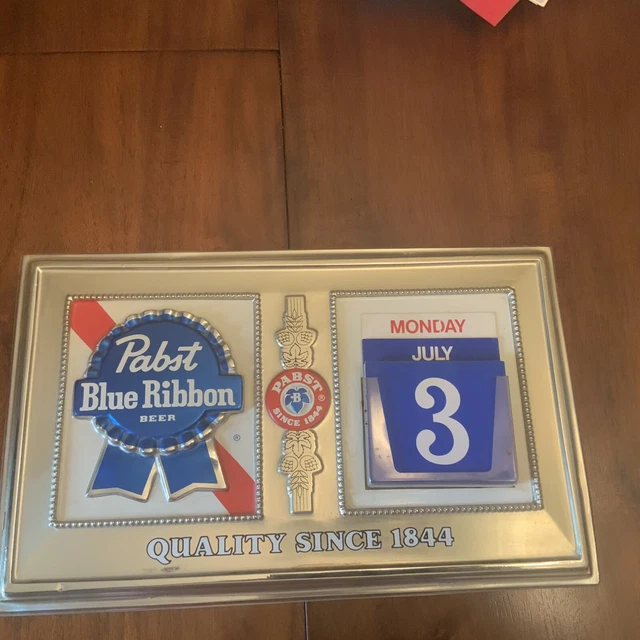 Pabst
Blue Ribbon
BEER
®
PABST ®
B
SINCE 1844
MONDAY
JULY
3
QUALITY SINCE 1844